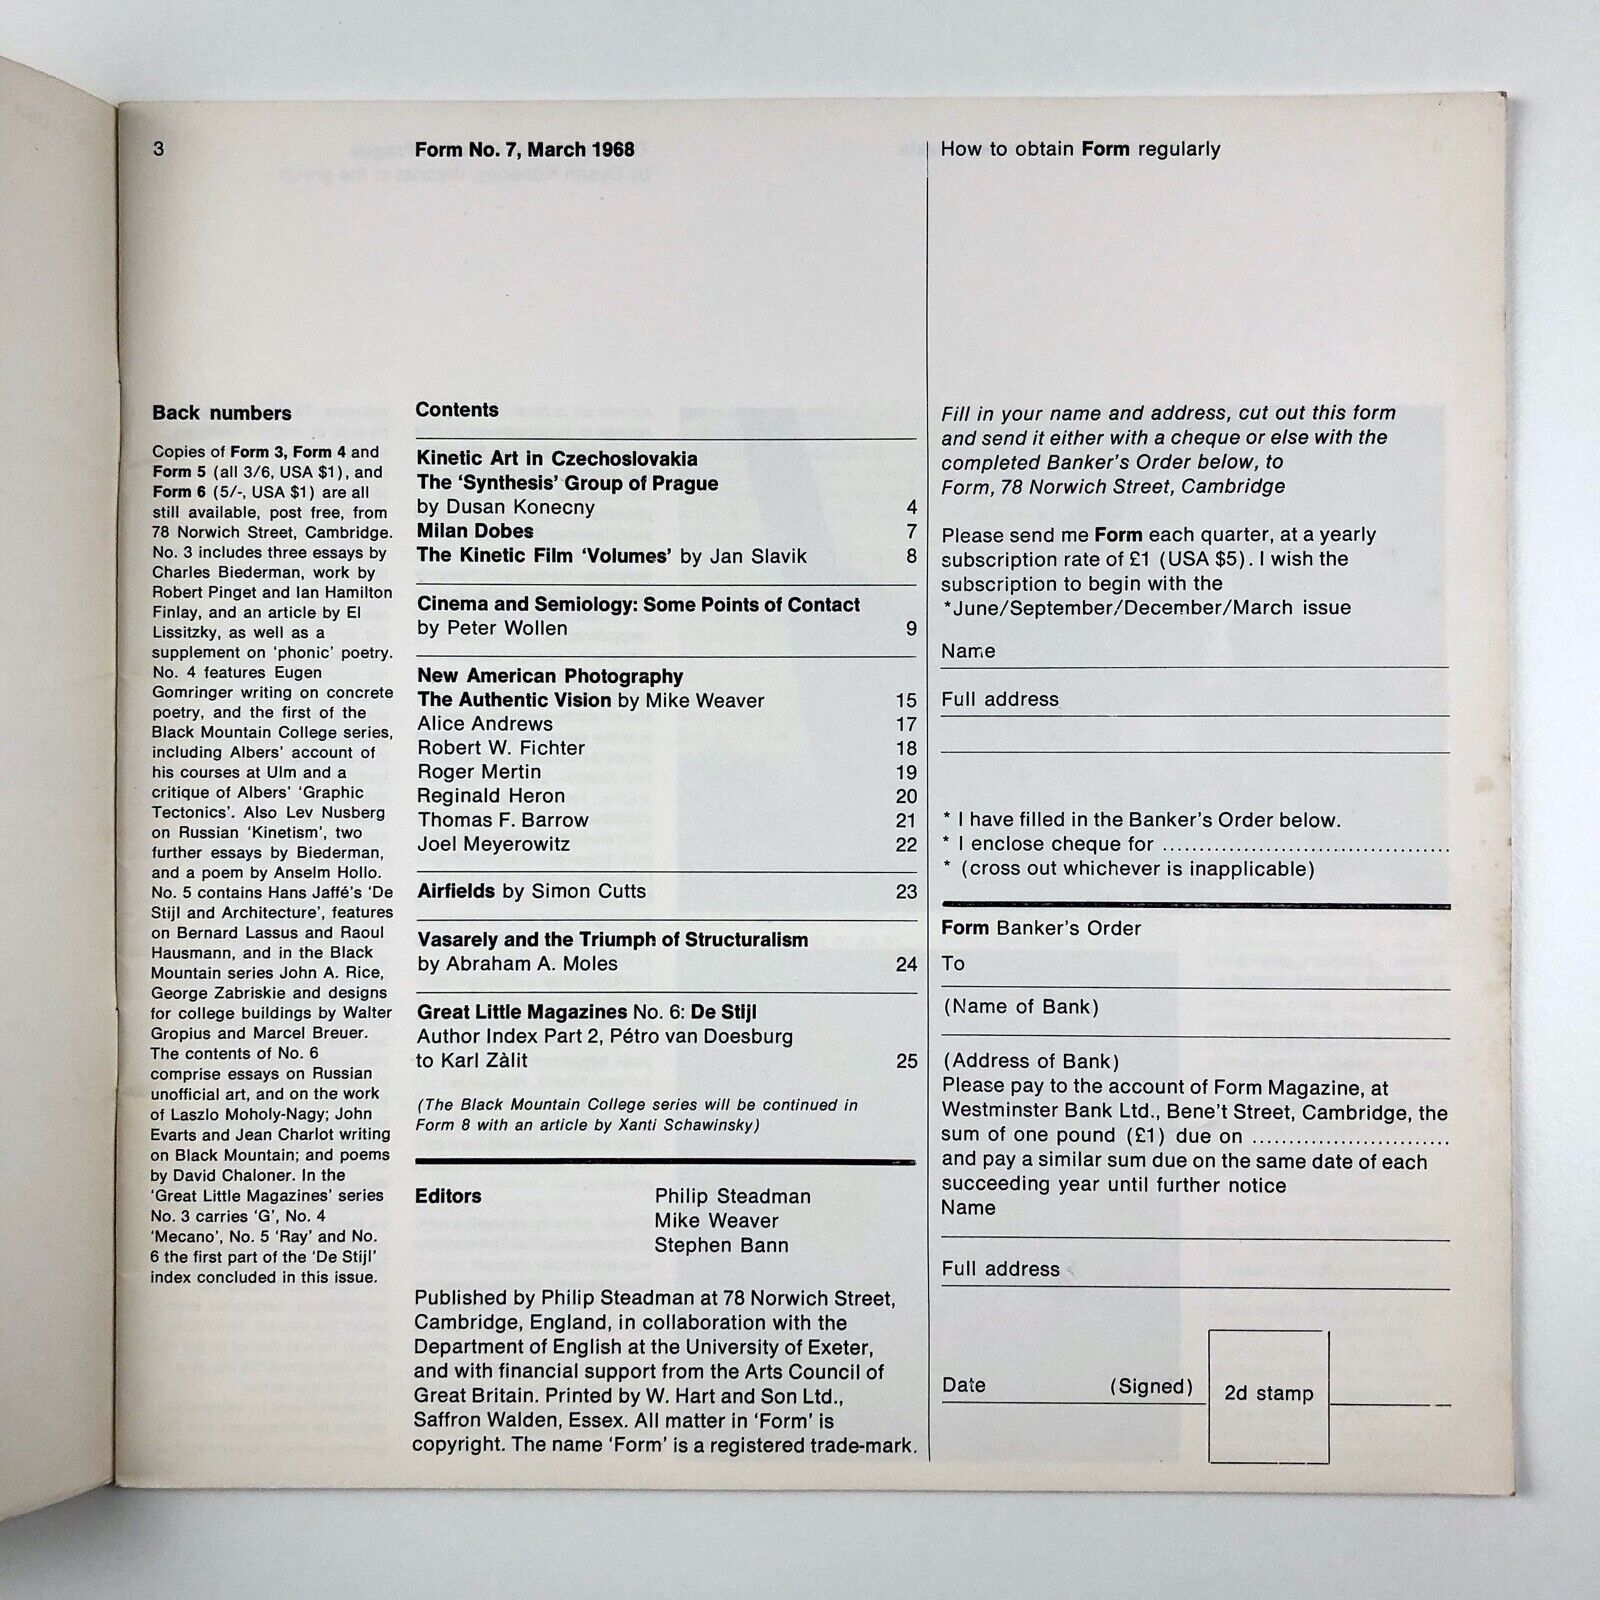 3
Form No. 7, March 1968
How to obtain Form regularly
Back numbers
Copies of Form 3, Form 4 and
Form 5 (all 3/6, USA $1), and
Form 6 (5/-, USA $1) are all
still available, post free, from
78 Norwich Street, Cambridge.
No. 3 includes three essays by
Charles Biederman, work by
Robert Pinget and Ian Hamilton
Finlay, and an article by El
Lissitzky, as well as a
supplement on ‘phonic’ poetry.
No. 4 features Eugen
Gomringer writing on concrete
poetry, and the first of the
Black Mountain College series,
including Albers’ account of
his courses at Ulm and a
critique of Albers’ ‘Graphic
Tectonics’. Also Lev Nusberg
on Russian ‘Kinetism’, two
further essays by Biederman,
and a poem by Anselm Hollo.
No. 5 contains Hans Jaffé’s ‘De
Stijl and Architecture’, features
on Bernard Lassus and Raoul
Hausmann, and in the Black
Mountain series John A. Rice,
George Zabriskie and designs
for college buildings by Walter
Gropius and Marcel Breuer.
The contents of No. 6
comprise essays on Russian
unofficial art, and on the work
of Laszlo Moholy-Nagy; John
Evarts and Jean Charlot writing
on Black Mountain; and poems
by David Chaloner. In the
‘Great Little Magazines’ series
No. 3 carries ‘G’, No. 4
‘Mecano’, No. 5 ‘Ray’ and No.
6 the first part of the ‘De Stijl’
index concluded in this issue.
Contents
Kinetic Art in Czechoslovakia
The ‘Synthesis’ Group of Prague
by Dusan Konecny 4
Milan Dobes 7
The Kinetic Film ‘Volumes’ by Jan Slavik 8
Cinema and Semiology: Some Points of Contact
by Peter Wollen 9
New American Photography
The Authentic Vision by Mike Weaver 15
Alice Andrews 17
Robert W. Fichter 18
Roger Mertin 19
Reginald Heron 20
Thomas F. Barrow 21
Joel Meyerowitz 22
Airfields by Simon Cutts 23
Vasarely and the Triumph of Structuralism
by Abraham A. Moles 24
Great Little Magazines No. 6: De Stijl
Author Index Part 2, Pétro van Doesburg
to Karl Zàlit 25
(The Black Mountain College series will be continued in
Form 8 with an article by Xanti Schawinsky)
Editors Philip Steadman
Mike Weaver
Stephen Bann
Published by Philip Steadman at 78 Norwich Street,
Cambridge, England, in collaboration with the
Department of English at the University of Exeter,
and with financial support from the Arts Council of
Great Britain. Printed by W. Hart and Son Ltd.,
Saffron Walden, Essex. All matter in ‘Form’ is
copyright. The name ‘Form’ is a registered trade-mark.
Fill in your name and address, cut out this form
and send it either with a cheque or else with the
completed Banker’s Order below, to
Form, 78 Norwich Street, Cambridge
Please send me Form each quarter, at a yearly
subscription rate of £1 (USA $5). I wish the
subscription to begin with the
*June/September/December/March issue
Name
Full address
* I have filled in the Banker’s Order below.
* I enclose cheque for ........................................
* (cross out whichever is inapplicable)
Form Banker’s Order
To
(Name of Bank)
(Address of Bank)
Please pay to the account of Form Magazine, at
Westminster Bank Ltd., Bene’t Street, Cambridge, the
sum of one pound (£1) due on ...........................
and pay a similar sum due on the same date of each
succeeding year until further notice
Name
Full address
Date (Signed) 2d stamp